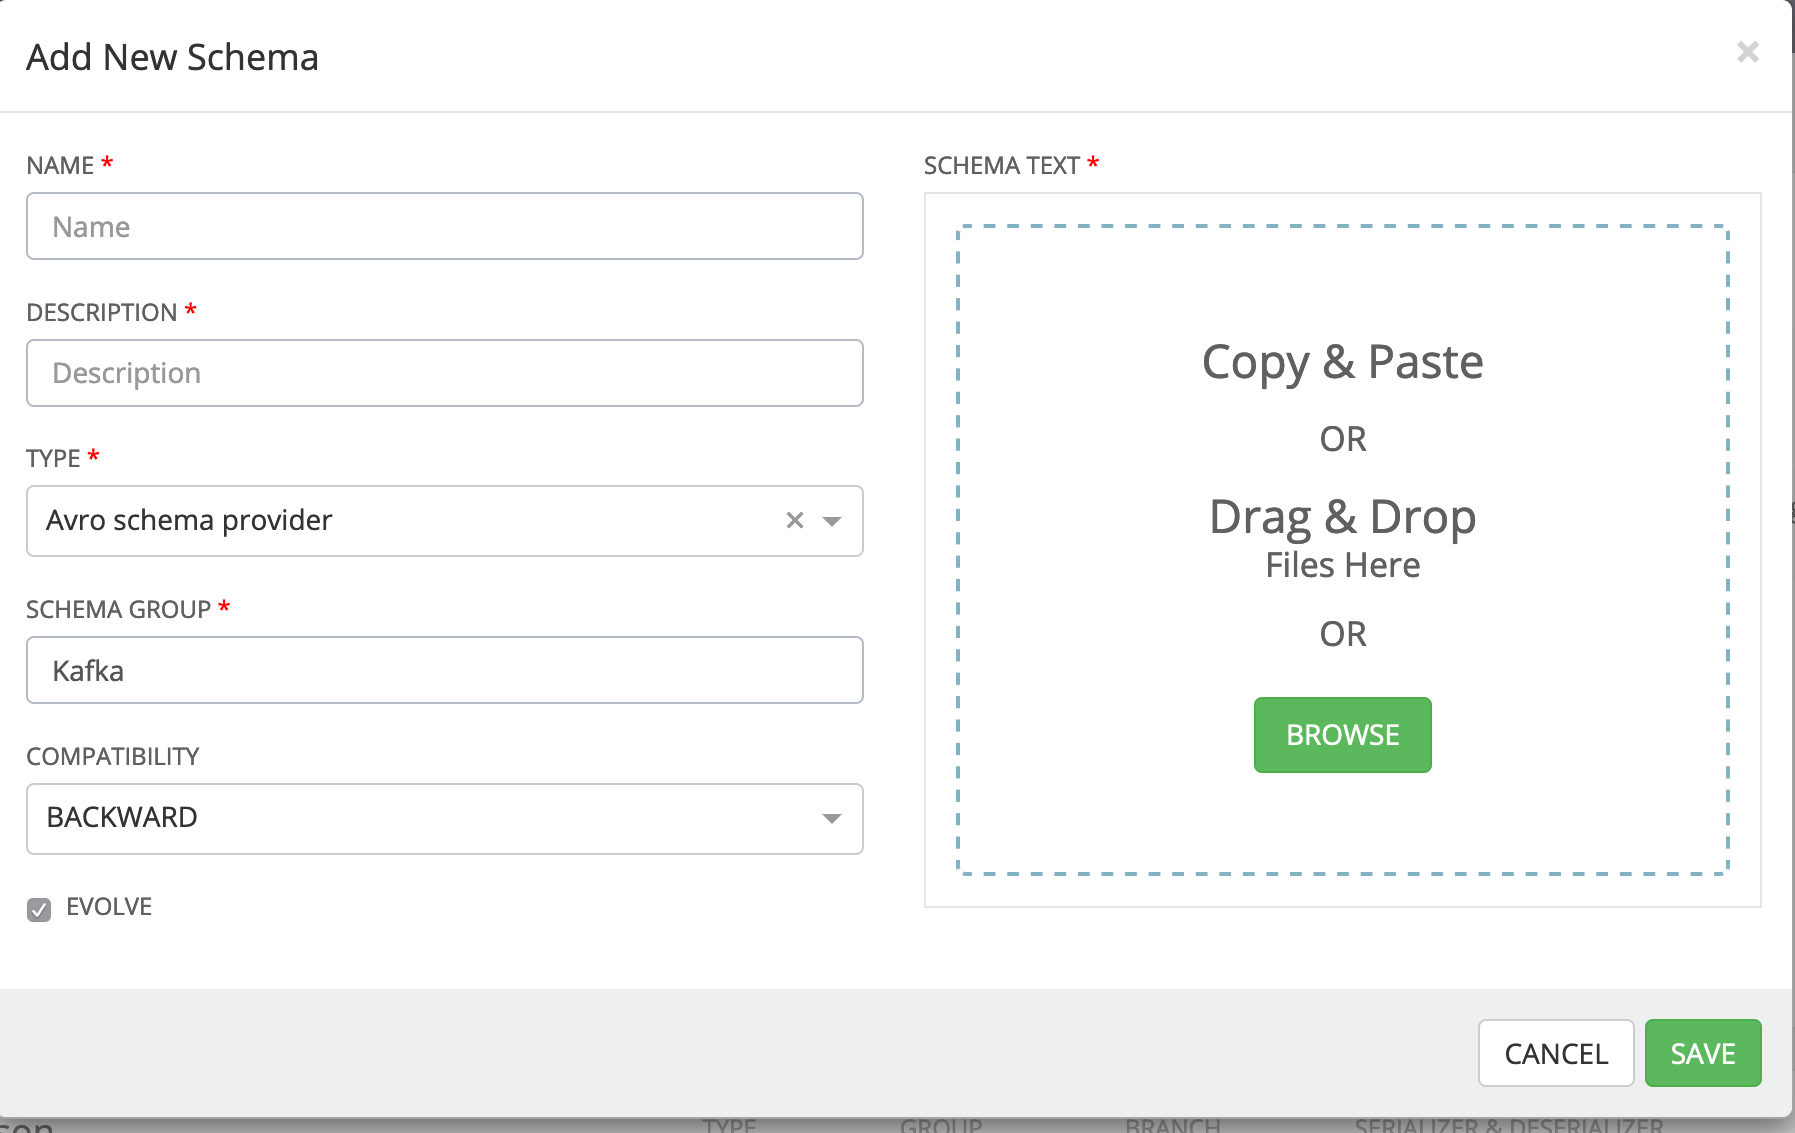 Add New Schema
×
NAME *
Name
DESCRIPTION *
Description
TYPE *
Avro schema provider
SCHEMA GROUP *
Kafka
COMPATIBILITY
BACKWARD
EVOLVE
SCHEMA TEXT *
Copy & Paste
OR
Drag & Drop
Files Here
OR
BROWSE
CANCEL SAVE
TYPE GROUP BRANCH SERIALIZER & DESERIALIZER